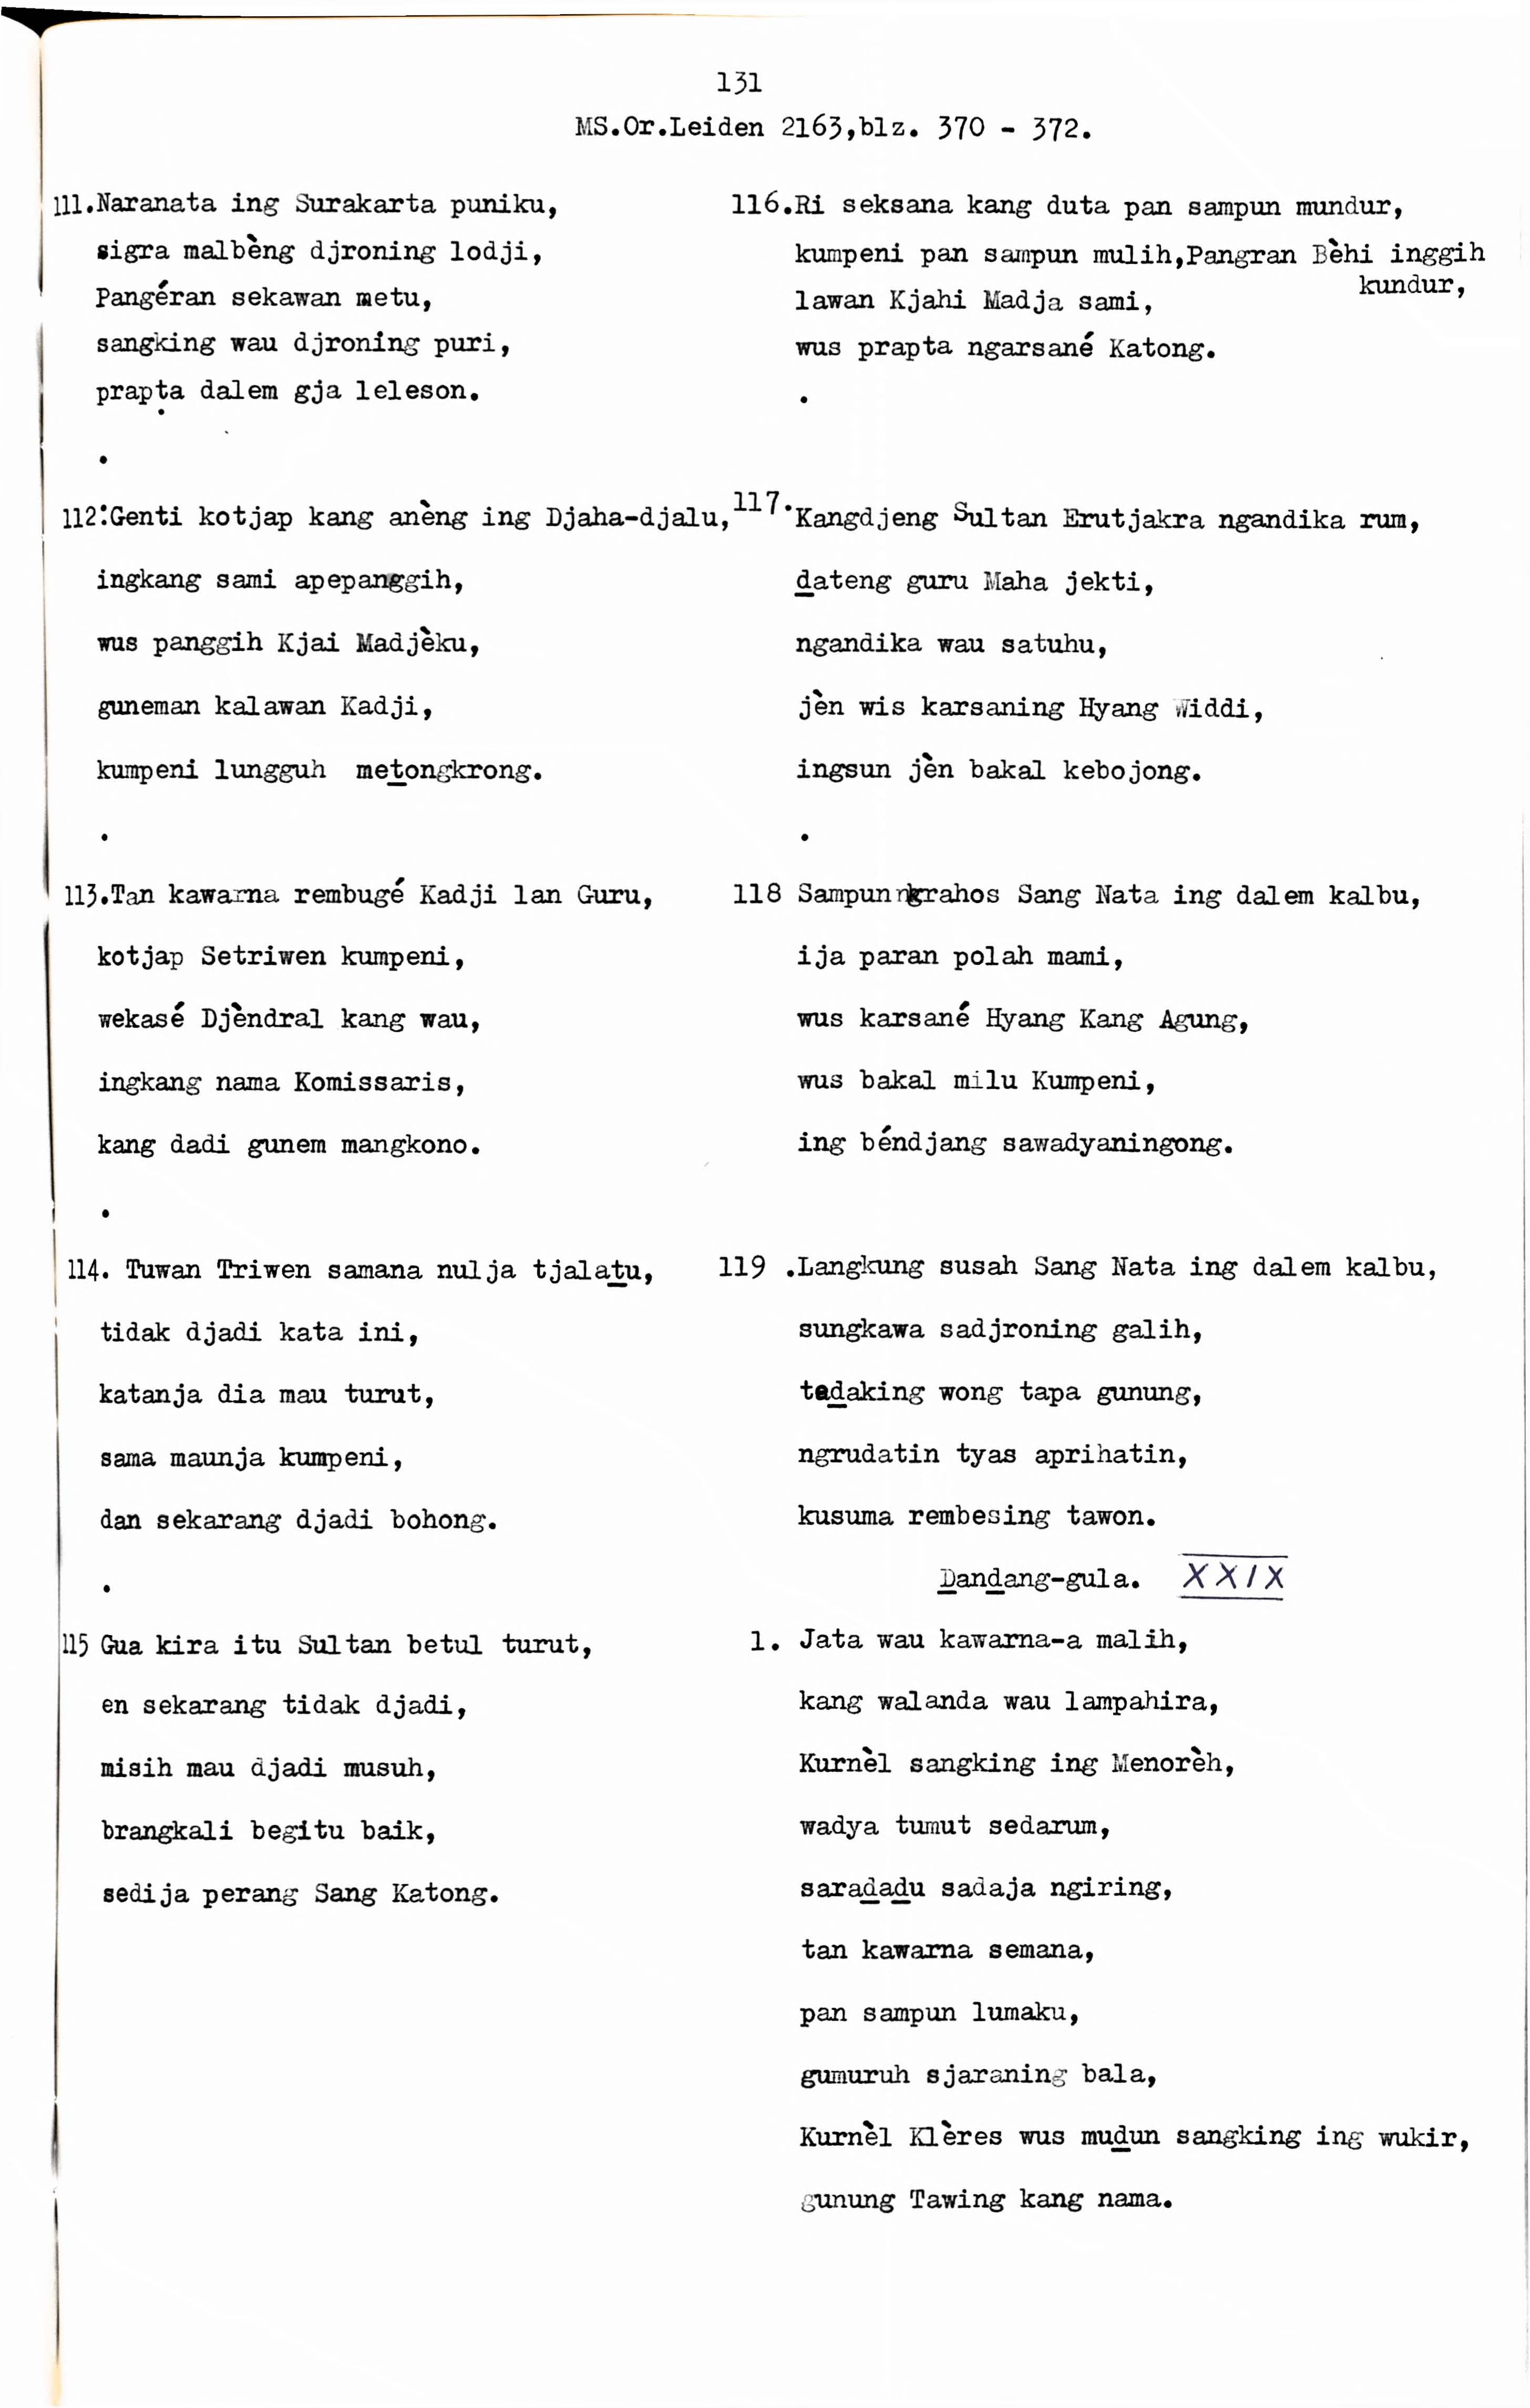 131
MS.Or.Leiden 2163,blz. 370 - 372.
111.Naranata ing Surakarta puniku,
sigra malbèng djroning lodji,
Pangéran sekawan metu,
sangking wau djroning puri,
prapta dalem gja leleson.
.
112.Genti kotjap kang anèng ing Djaha-djalu,
ingkang sami apepanggih,
wus panggih Kjai Madjèku,
guneman kalawan Kadji,
kumpeni lungguh me̲tongkrong.
.
113.Tan kawarna rembugé Kadji lan Guru,
kotjap Setriwen kumpeni,
wekasé Djèndral kang wau,
ingkang nama Komissaris,
kang dadi gunem mangkono.
.
114. Tuwan Triwen samana nulja tjalaṯu,
tidak djadi kata ini,
katanja dia mau turut,
sama maunja kumpeni,
dan sekarang djadi bohong.
.
115 Gua kira itu Sultan betul turut,
en sekarang tidak djadi,
misih mau djadi musuh,
brangkali begitu baik,
sedija perang Sang Katong.
116.Ri seksana kang duta pan sampun mundur,
kumpeni pan sampun mulih,Pangran Bèhi inggih
kundur,
lawan Kjahi Madja sami,
wus prapta ngarsané Katong.
.
117.Kangdjeng Sultan Erutjakra ngandika rum,
ḏateng guru Maha jekti,
ngandika wau satuhu,
jèn wis karsaning Hyang Widdi,
ingsun jèn bakal kebojong.
.
118 Sampun ngrahos Sang Nata ing dalem kalbu,
ija paran polah mami,
wus karsané Hyang Kang Agung,
wus bakal milu Kumpeni,
ing béndjang sawadyaningong.
119 .Langkung susah Sang Nata ing dalem kalbu,
sungkawa sadjroning galih,
teḏaking wong tapa gunung,
ngrudatin tyas aprihatin,
kusuma rembesing tawon.
Ḏanḏang-gula. XXIX
1. Jata wau kawarna-a malih,
kang walanda wau lampahira,
Kurnèl sangking ing Menorèh,
wadya tumut sedarum,
saraḏaḏu sadaja ngiring,
tan kawarna semana,
pan sampun lumaku,
gumuruh sjaraning bala,
Kurnèl Klères wus muḏun sangking ing wukir,
gunung Tawing kang nama.